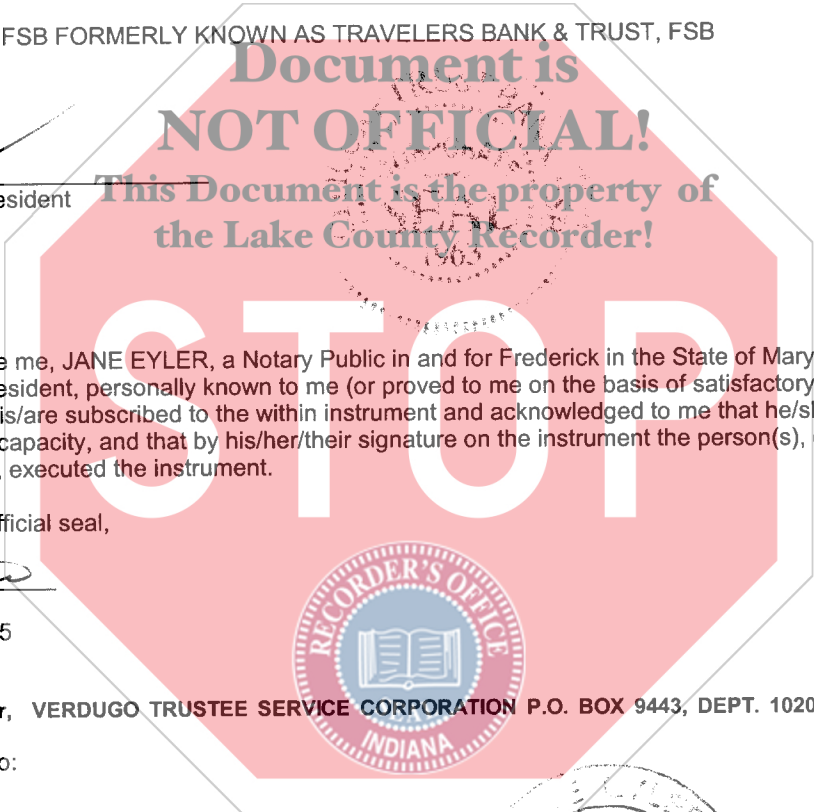 FSB FORMERLY KNOWN AS TRAVELERS BANK & TRUST, FSB
Document is
NOT OFFICIAL!
esident
This Document is the property of
the Lake County Recorder!
SEAL
1963
STOP
e me, JANE EYLER, a Notary Public in and for Frederick in the State of Mary
esident, personally known to me (or proved to me on the basis of satisfactory
is/are subscribed to the within instrument and acknowledged to me that he/s
capacity, and that by his/her/their signature on the instrument the person(s),
, executed the instrument.
fficial seal,
5
RECORDER'S OFFICE
r, VERDUGO TRUSTEE SERVICE CORPORATION P.O. BOX 9443, DEPT. 1020
SEAL
INDIANA
o: